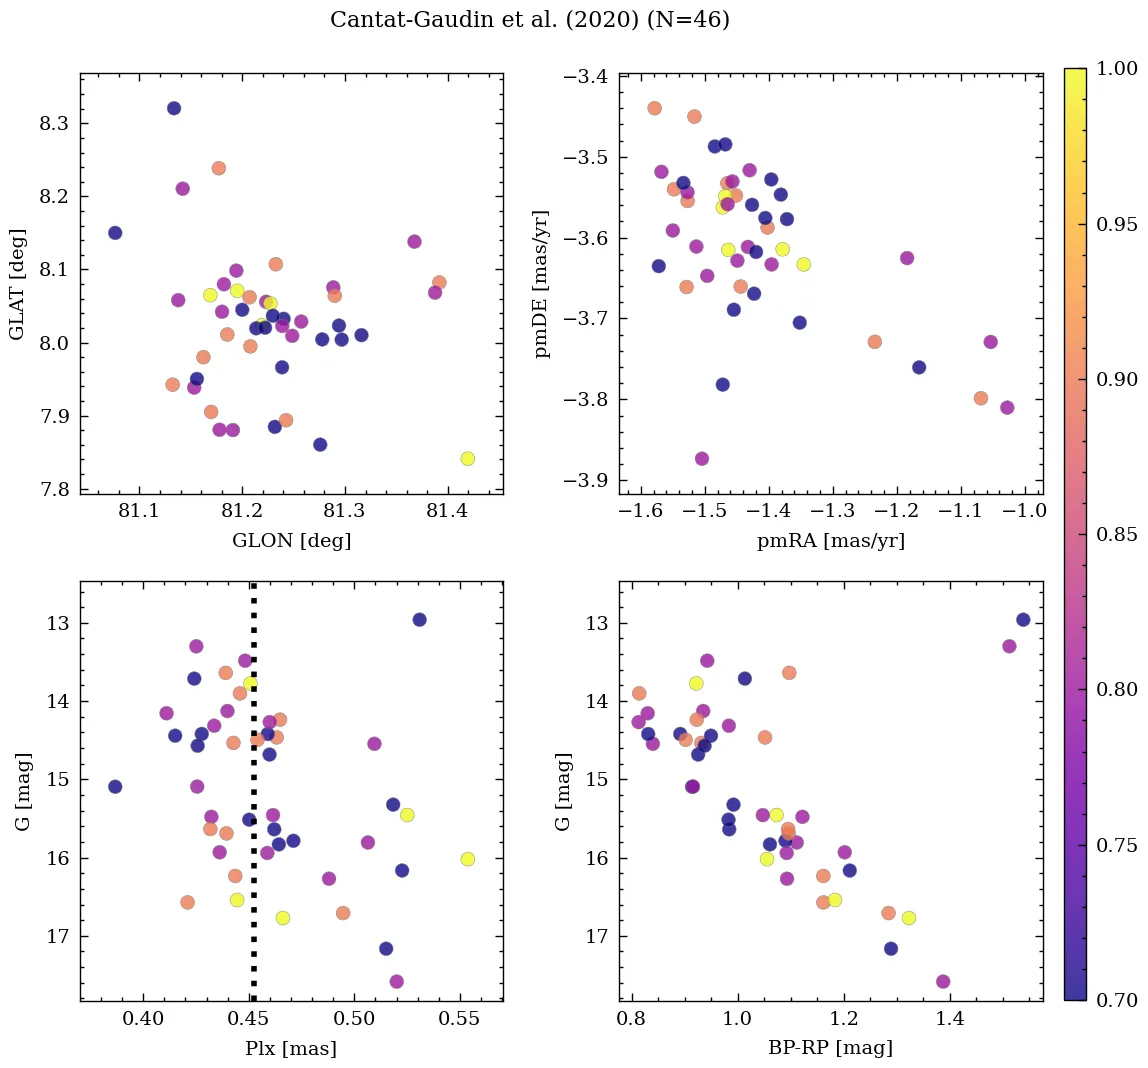 Cantat-Gaudin et al. (2020) (N=46)
8.3
8.2
8.1
8.0
7.9
7.8
GLAT [deg]
81.1 81.2 81.3 81.4
GLON [deg]
−3.4
−3.5
−3.6
−3.7
−3.8
−3.9
pmDE [mas/yr]
−1.6 −1.5 −1.4 −1.3 −1.2 −1.1 −1.0
pmRA [mas/yr]
13
14
15
16
17
G [mag]
0.40 0.45 0.50 0.55
Plx [mas]
13
14
15
16
17
G [mag]
0.8 1.0 1.2 1.4
BP-RP [mag]
1.00
0.95
0.90
0.85
0.80
0.75
0.70